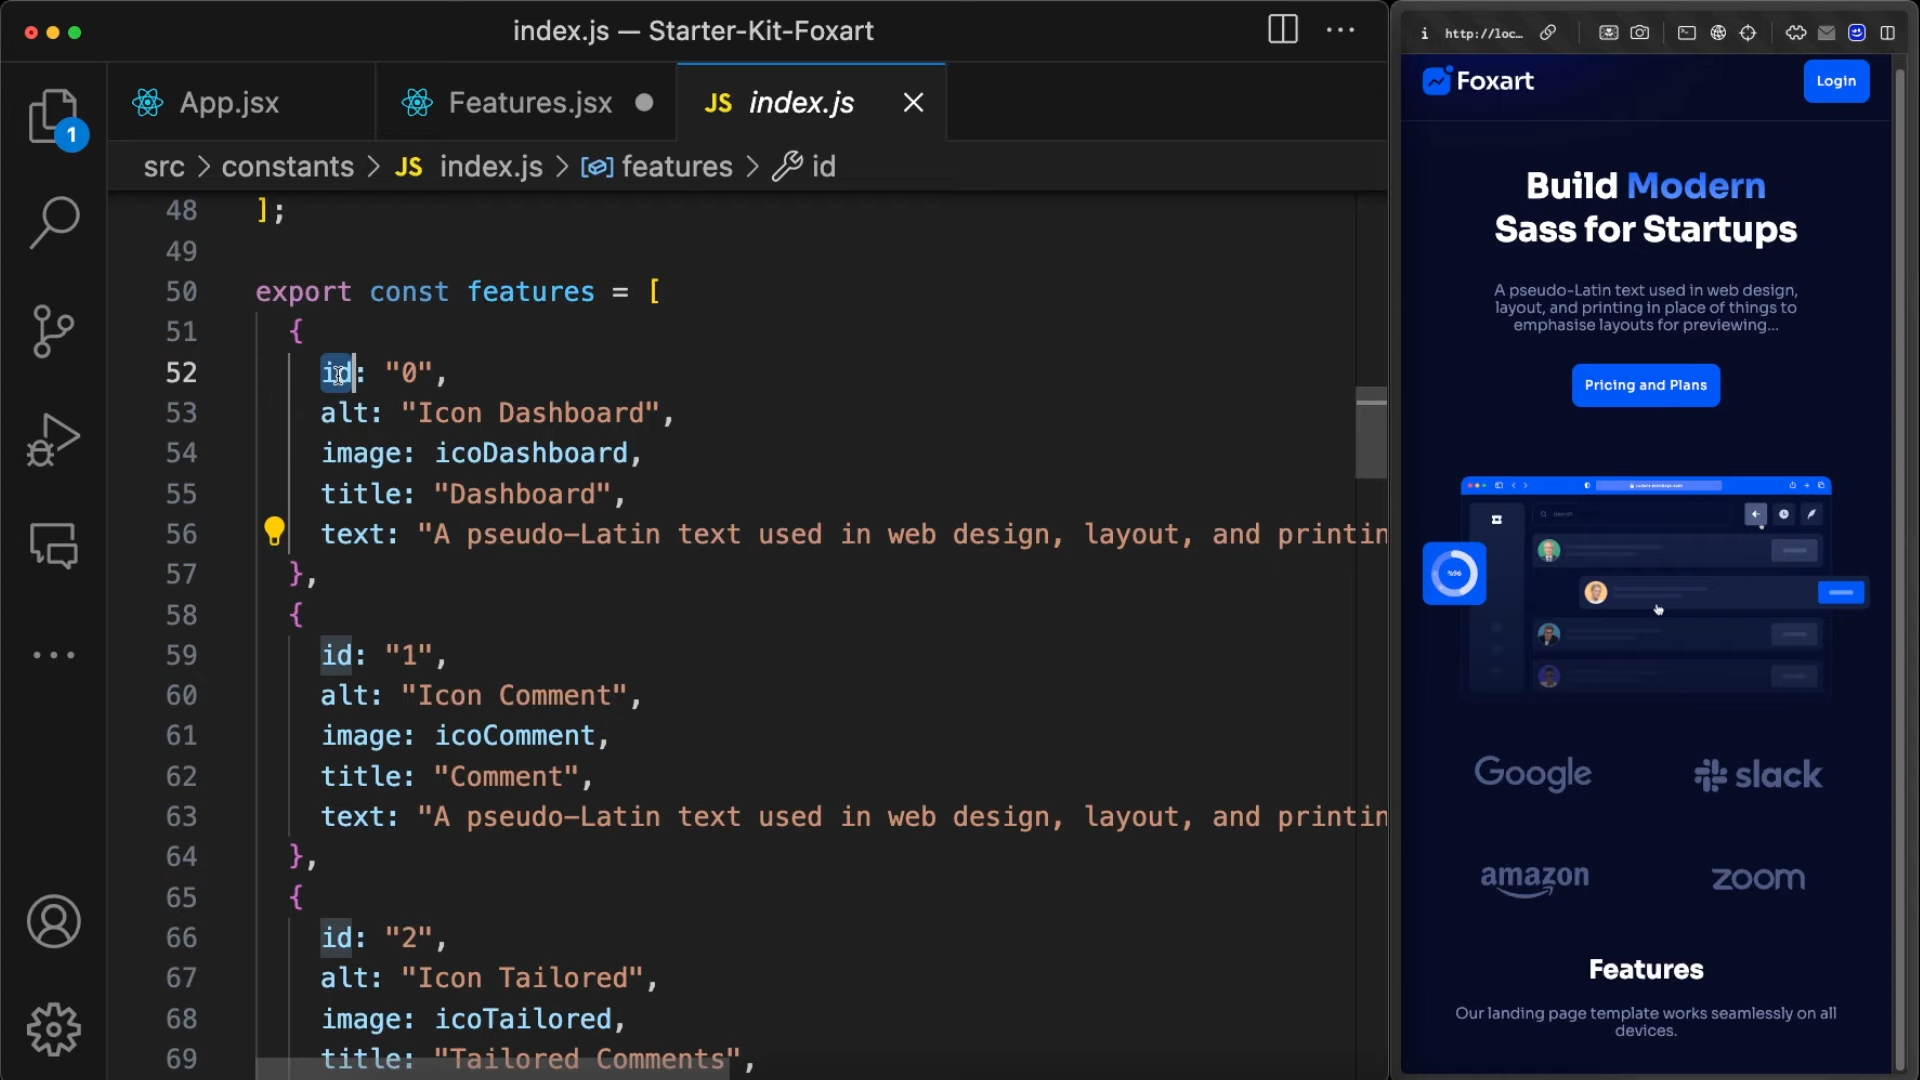 index.js — Starter-Kit-Foxart
App.jsx
Features.jsx
JS index.js
1
src > constants > JS index.js > features > id
48 ];
49
50 export const features = [
51 {
52 id: "0",
53 alt: "Icon Dashboard",
54 image: icoDashboard,
55 title: "Dashboard",
56 text: "A pseudo-Latin text used in web design, layout, and printin
57 },
58 {
59 id: "1",
60 alt: "Icon Comment",
61 image: icoComment,
62 title: "Comment",
63 text: "A pseudo-Latin text used in web design, layout, and printin
64 },
65 {
66 id: "2",
67 alt: "Icon Tailored",
68 image: icoTailored,
69 title: "Tailored Comments",
http://loc…
Foxart
Login
Build Modern
Sass for Startups
A pseudo-Latin text used in web design,
layout, and printing in place of things to
emphasise layouts for previewing...
Pricing and Plans
Search
%96
Google
slack
amazon
zoom
Features
Our landing page template works seamlessly on all
devices.